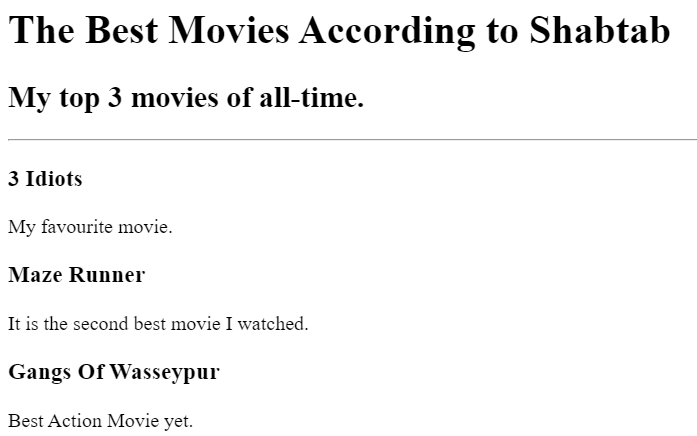 The Best Movies According to Shabtab
My top 3 movies of all-time.
3 Idiots
My favourite movie.
Maze Runner
It is the second best movie I watched.
Gangs Of Wasseypur
Best Action Movie yet.